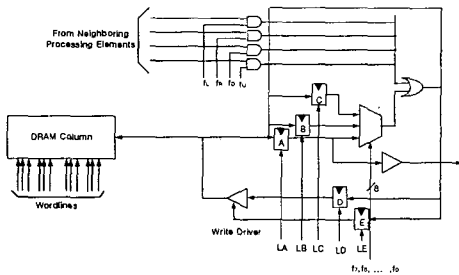 From Neighboring
Processing Elements
fL fR fD fU
C
B
A
DRAM Column
8
D
E
Wordlines
Write Driver
LA LB LC LD LE
f7,f6, ... ,f0